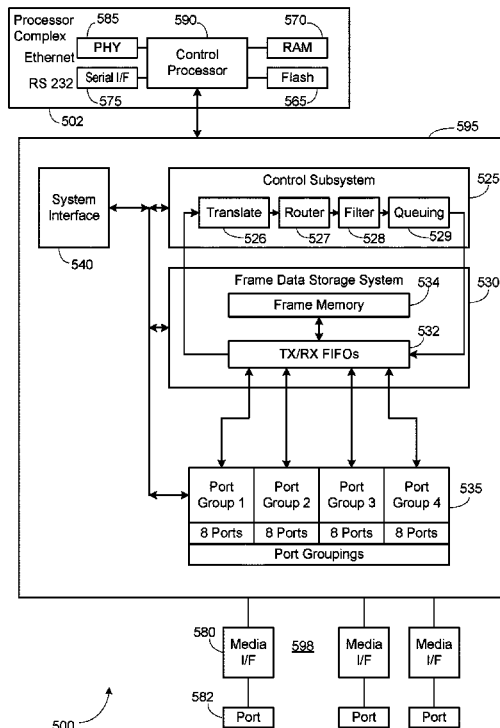 Processor Complex
585
590
570
PHY
Control Processor
RAM
Ethernet
RS 232
Serial I/F
Flash
575
565
502
595
System Interface
540
Control Subsystem
525
Translate
Router
Filter
Queuing
526
527
528
529
Frame Data Storage System
530
534
Frame Memory
532
TX/RX FIFOs
Port Group 1
Port Group 2
Port Group 3
Port Group 4
535
8 Ports
8 Ports
8 Ports
8 Ports
Port Groupings
580
Media I/F
598
Media I/F
Media I/F
582
Port
Port
Port
500